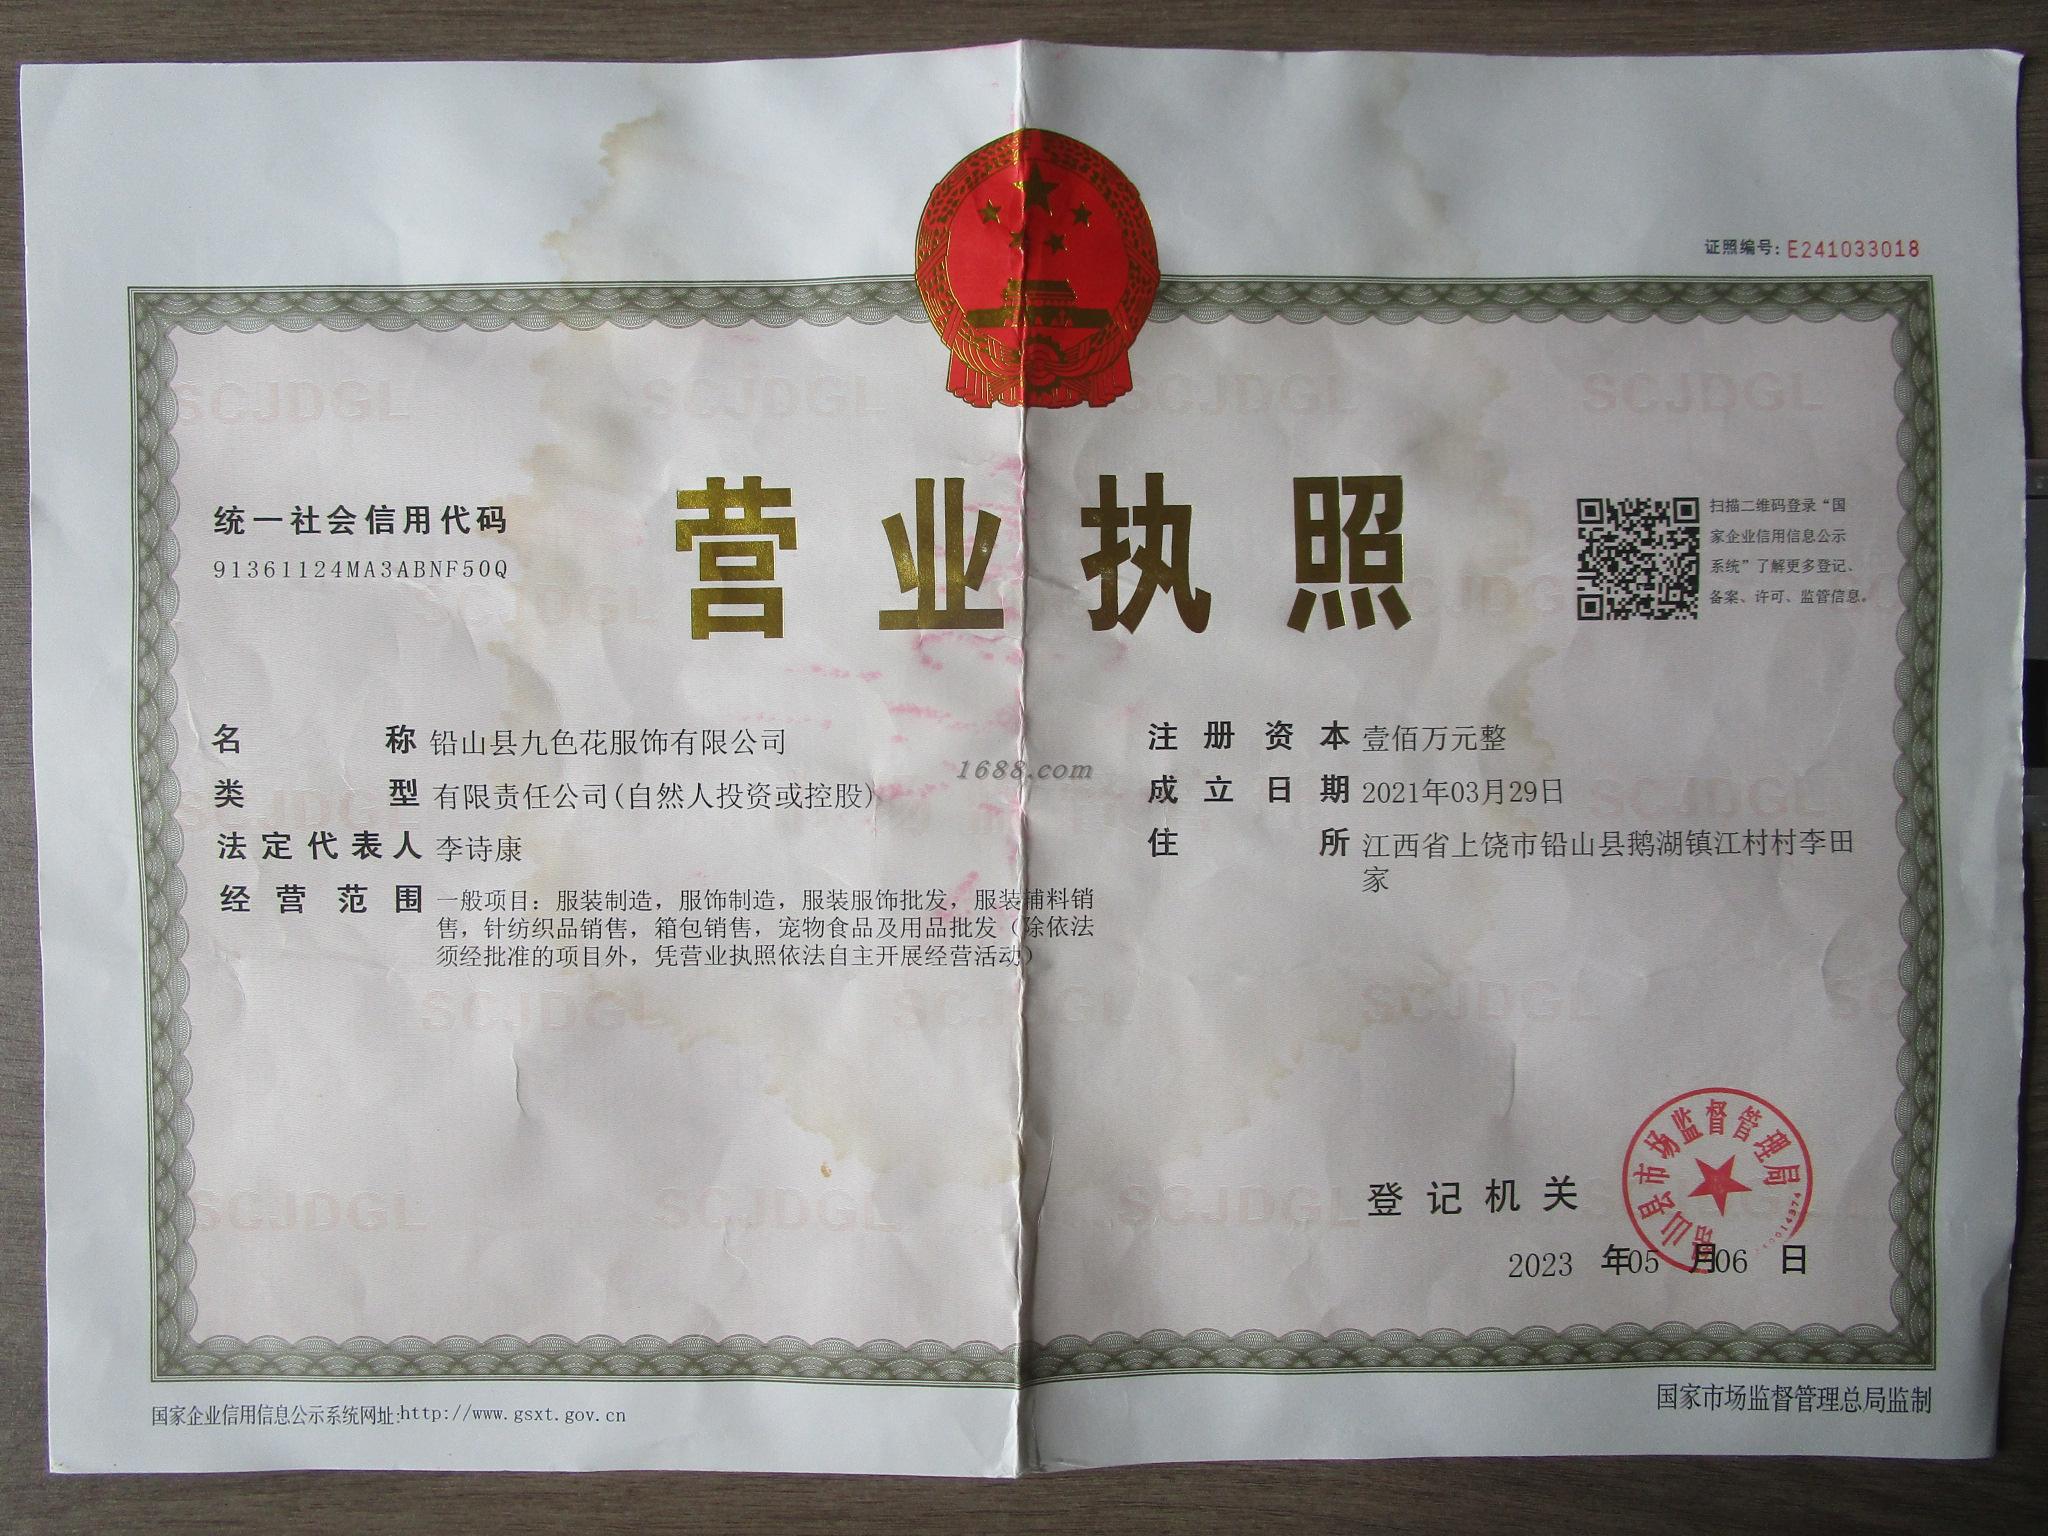 证照编号:E241033018
统一社会信用代码
91361124MA3ABNF50Q
营业执照
扫描二维码登录“国
家企业信用信息公示
系统”了解更多登记、
备案、许可、监管信息。
名称 铅山县九色花服饰有限公司
类型 有限责任公司(自然人投资或控股)
法定代表人 李诗康
经营范围 一般项目：服装制造，服饰制造，服装服饰批发，服装辅料销
售，针纺织品销售，箱包销售，宠物食品及用品批发（除依法
须经批准的项目外，凭营业执照依法自主开展经营活动）
注册资本 壹佰万元整
成立日期 2021年03月29日
住所 江西省上饶市铅山县鹅湖镇江村村李田
家
1688.com
登记机关
铅山县市场监督管理局
2023 年05 月06 日
国家企业信用信息公示系统网址:http://www.gsxt.gov.cn
国家市场监督管理总局监制
SCJDGL SCJDGL SCJDGL SCJDGL